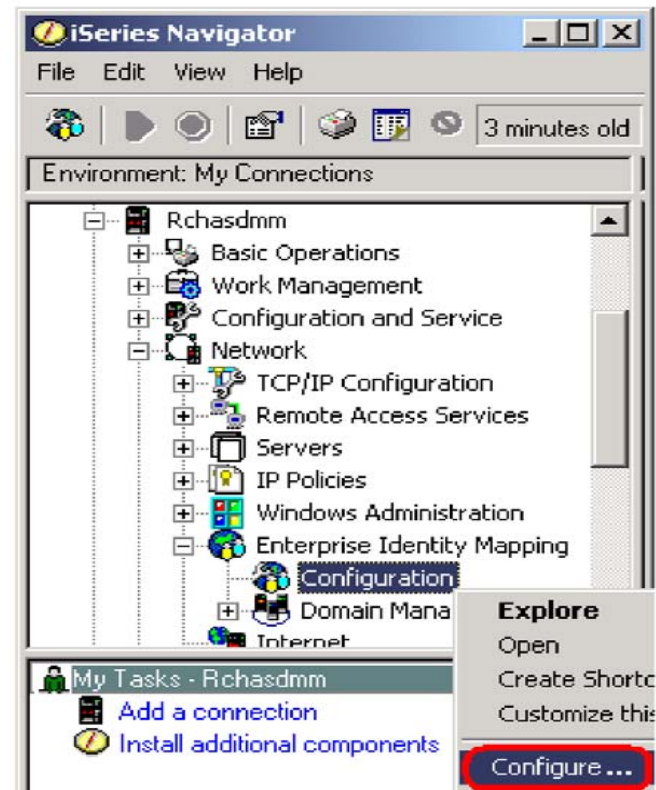 iSeries Navigator
File Edit View Help
3 minutes old
Environment: My Connections
Rchasdmm
Basic Operations
Work Management
Configuration and Service
Network
TCP/IP Configuration
Remote Access Services
Servers
IP Policies
Windows Administration
Enterprise Identity Mapping
Configuration
Domain Mana
Internet
Explore
Open
Create Shortc
Customize this
Configure ...
My Tasks - Rchasdmm
Add a connection
Install additional components